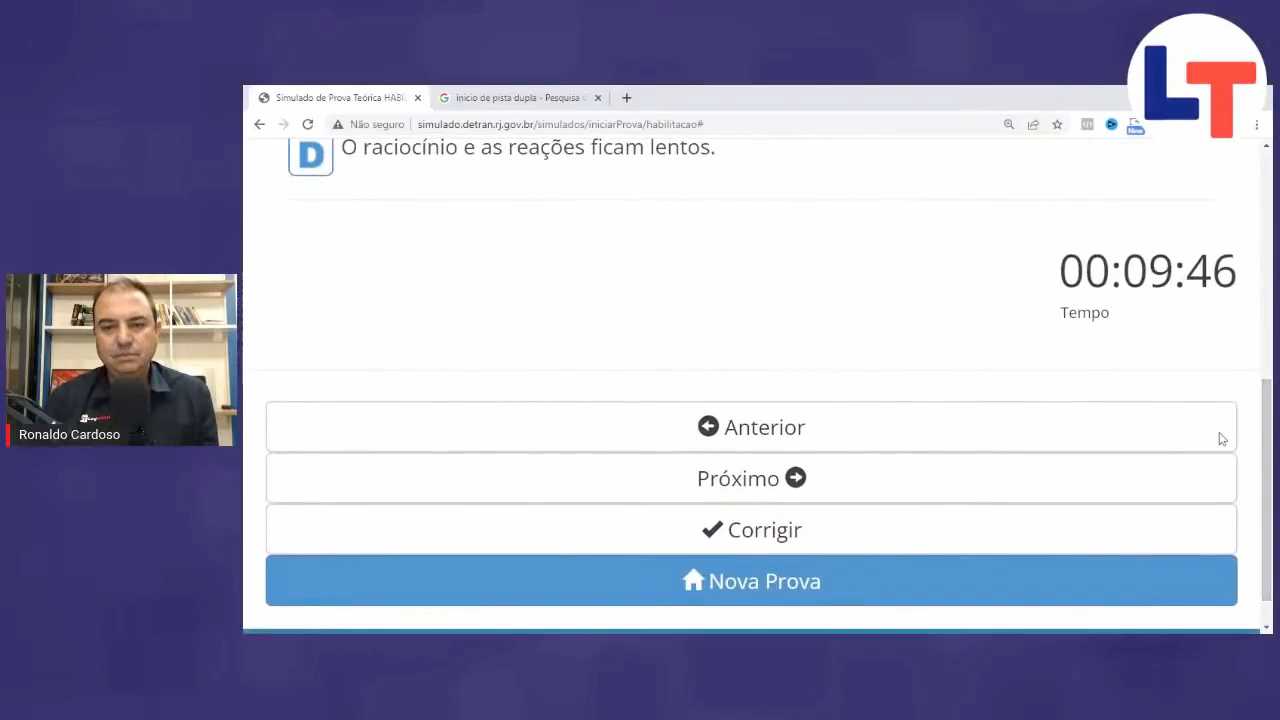 LT
Simulado de Prova Teórica HABI
inicio de pista dupla - Pesquisa
Não seguro
simulado.detran.rj.gov.br/simulados/iniciarProva/habilitacao#
New
D
O raciocínio e as reações ficam lentos.
00:09:46
Tempo
Ronaldo Cardoso
Anterior
Próximo
Corrigir
Nova Prova